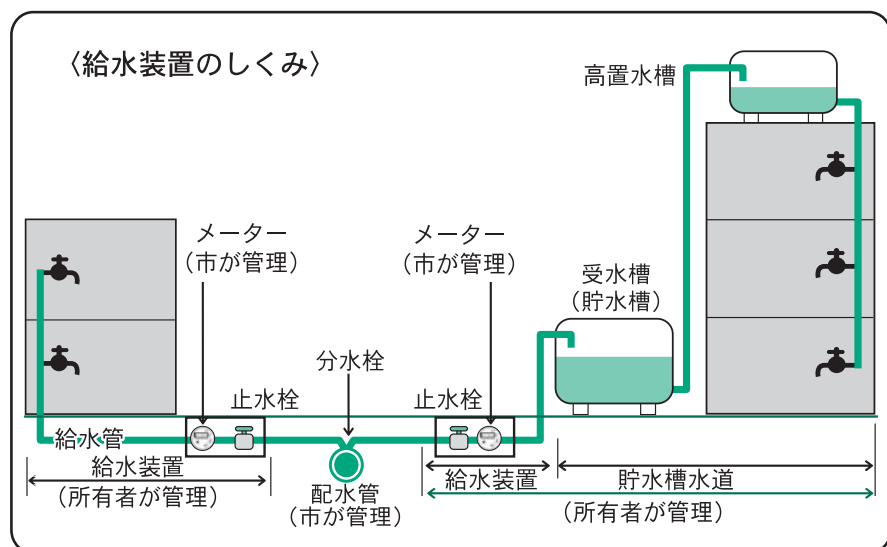 〈給水装置のしくみ〉
高置水槽
メーター
(市が管理)
メーター
(市が管理)
受水槽
(貯水槽)
分水栓
止水栓
止水栓
給水管
給水装置
(所有者が管理)
配水管
(市が管理)
給水装置
貯水槽水道
(所有者が管理)